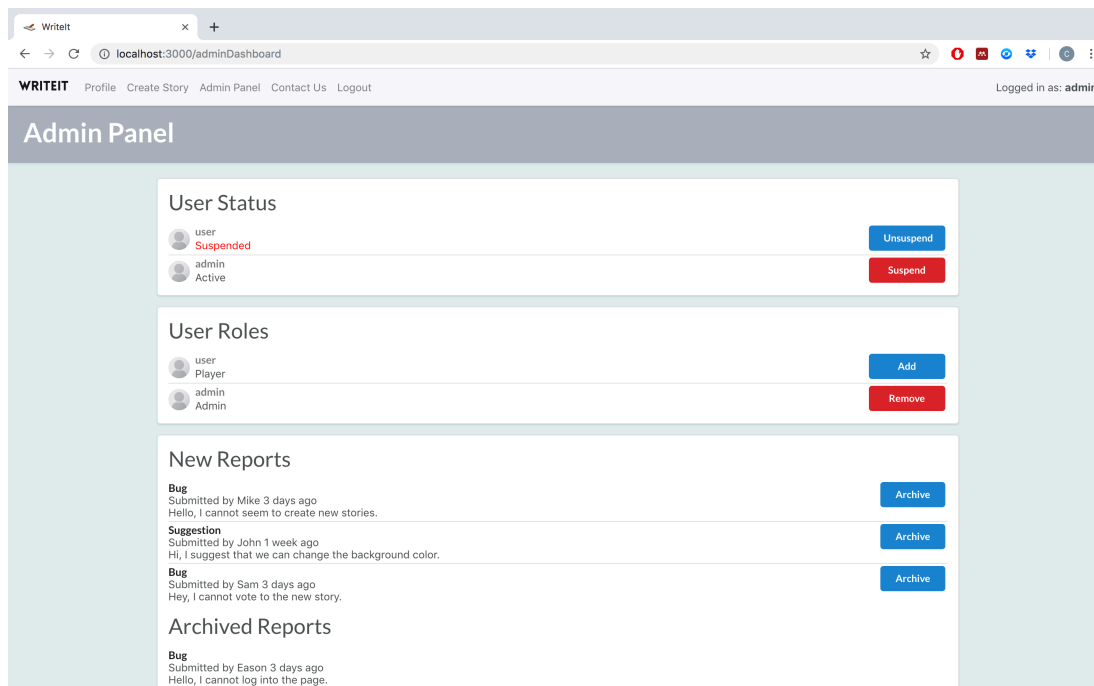 WriteIt
localhost:3000/adminDashboard
C
WRITEIT Profile Create Story Admin Panel Contact Us Logout Logged in as: admin
Admin Panel
User Status
user
Suspended
Unsuspend
admin
Active
Suspend
User Roles
user
Player
Add
admin
Admin
Remove
New Reports
Bug
Submitted by Mike 3 days ago
Hello, I cannot seem to create new stories.
Archive
Suggestion
Submitted by John 1 week ago
Hi, I suggest that we can change the background color.
Archive
Bug
Submitted by Sam 3 days ago
Hey, I cannot vote to the new story.
Archive
Archived Reports
Bug
Submitted by Eason 3 days ago
Hello, I cannot log into the page.